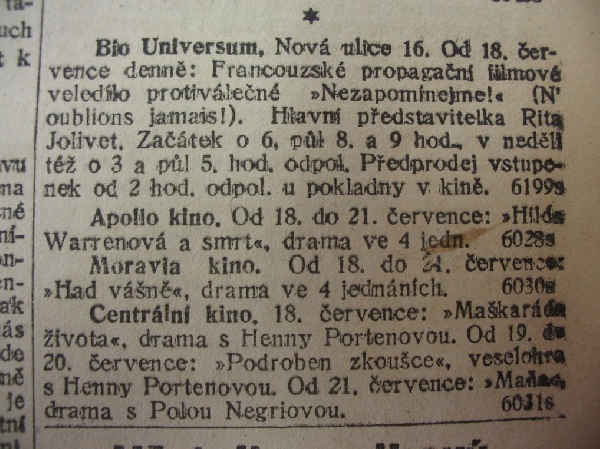 Bio Universum, Nová ulice 16. Od 18. čer-
vence denně: Francouzské propagační filmové
veledílo protiválečné »Nezapomínejme!« (N'
oublions jamais!). Hlavní představitelka Rita
Jolivet. Začátek o 6, půl 8. a 9 hod., v neděli
též o 3 a půl 5. hod. odpol. Předprodej vstupe-
nek od 2 hod. odpol. u pokladny v kině. 6199s
Apollo kino. Od 18. do 21. července: »Hilda
Warrenová a smrt«, drama ve 4 jedn. 6028s
Moravia kino. Od 18. do 21. července:
»Had vášně«, drama ve 4 jednáních. 6030s
Centrální kino. 18. července: »Maškaráda
života«, drama s Henny Portenovou. Od 19. do
20. července: »Podroben zkoušce«, veselohra
s Henny Portenovou. Od 21. července:
drama s Polou Negriovou. 6031s